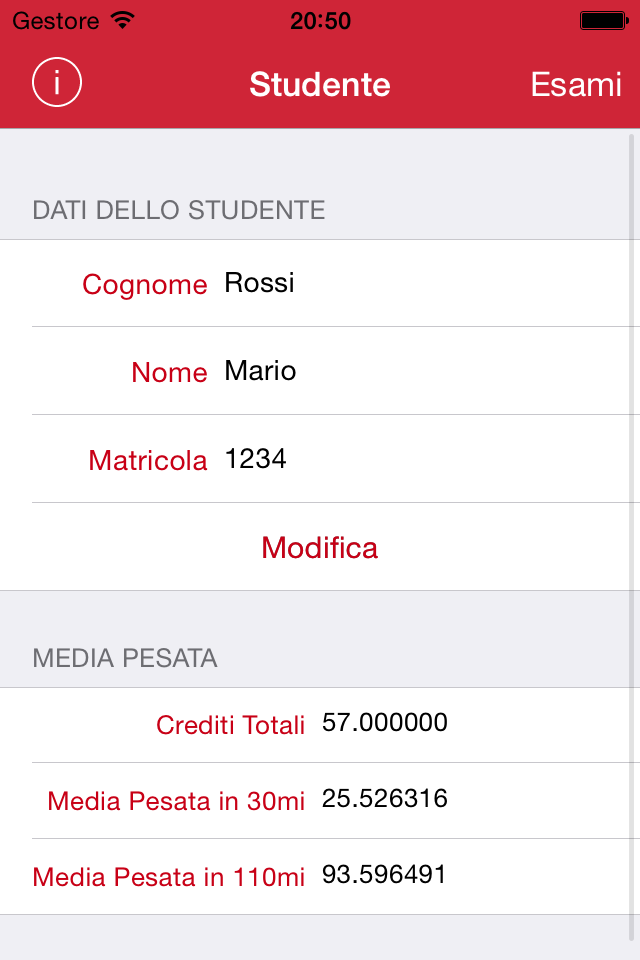 Gestore 20:50
i Studente Esami
DATI DELLO STUDENTE
Cognome Rossi
Nome Mario
Matricola 1234
Modifica
MEDIA PESATA
Crediti Totali 57.000000
Media Pesata in 30mi 25.526316
Media Pesata in 110mi 93.596491